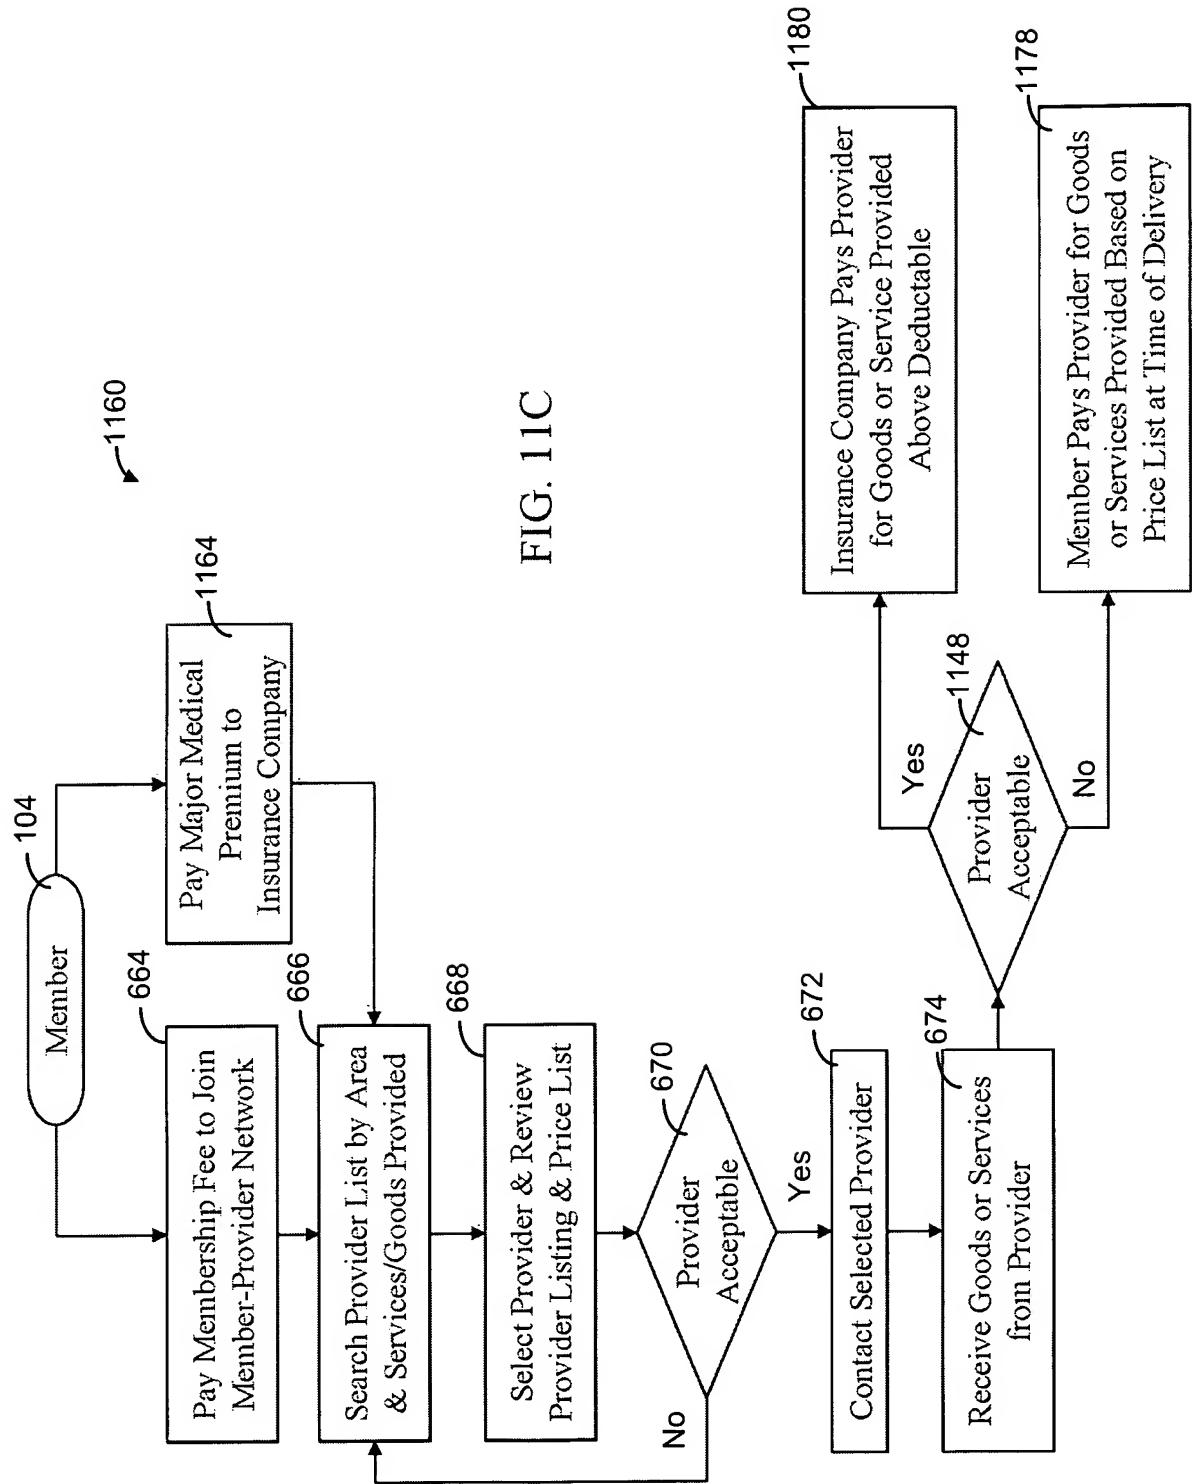 1160
104
Member
664
Pay Membership Fee to Join
Member-Provider Network
1164
Pay Major Medical
Premium to
Insurance Company
666
Search Provider List by Area
& Services/Goods Provided
668
Select Provider & Review
Provider Listing & Price List
670
Provider
Acceptable
No
Yes
672
Contact Selected Provider
674
Receive Goods or Services
from Provider
1148
Provider
Acceptable
Yes
No
1180
Insurance Company Pays Provider
for Goods or Service Provided
Above Deductable
1178
Member Pays Provider for Goods
or Services Provided Based on
Price List at Time of Delivery
FIG. 11C